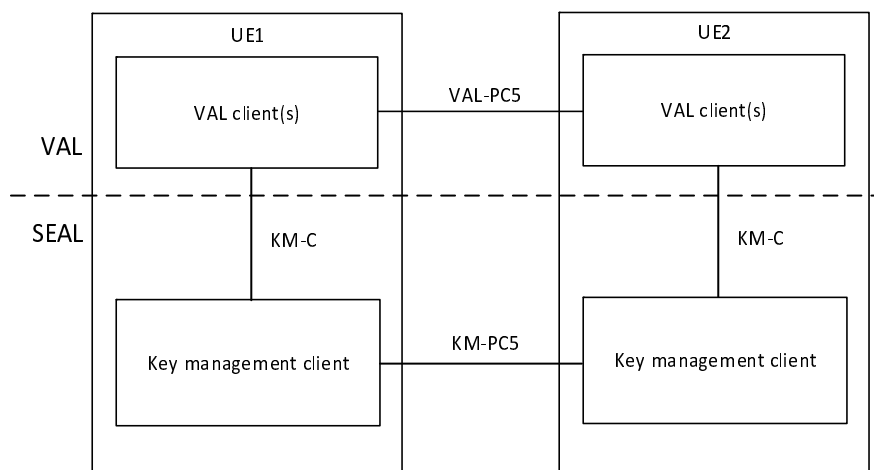 UE1
UE2
VAL client(s)
VAL-PC5
VAL client(s)
VAL
SEAL
KM-C
KM-C
Key management client
KM-PC5
Key management client